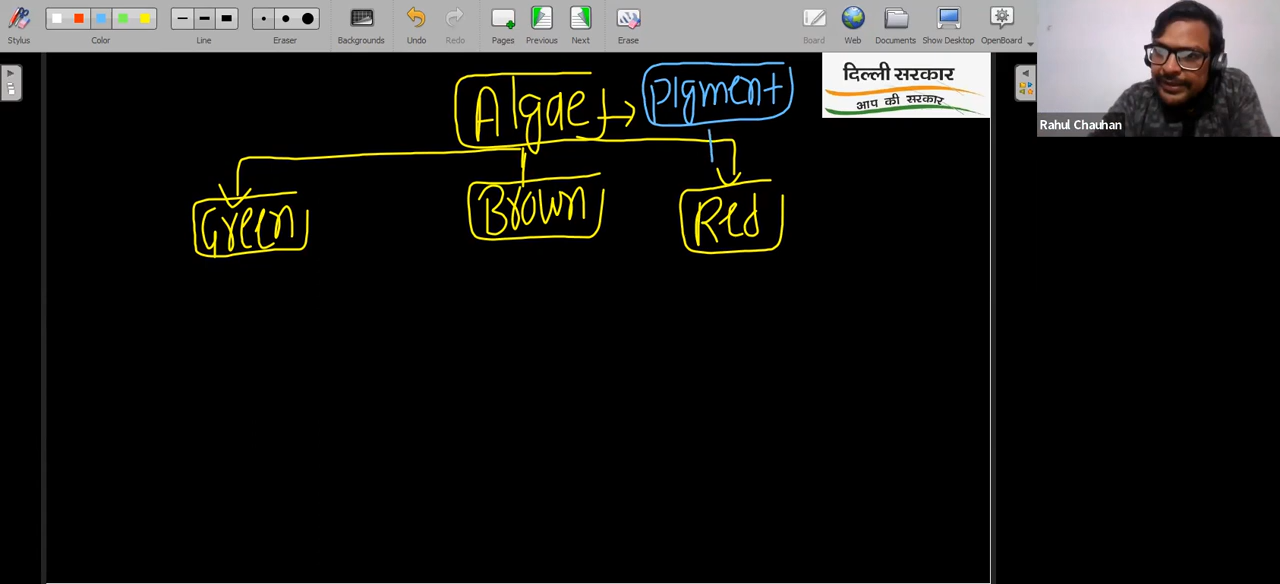 Stylus
Color
Line
Eraser
Backgrounds
Undo
Redo
Pages
Previous
Next
Erase
Board
Web
Documents
Show Desktop
OpenBoard
Algae
Pigment
दिल्ली सरकार
आप की सरकार
Rahul Chauhan
Green
Brown
Red